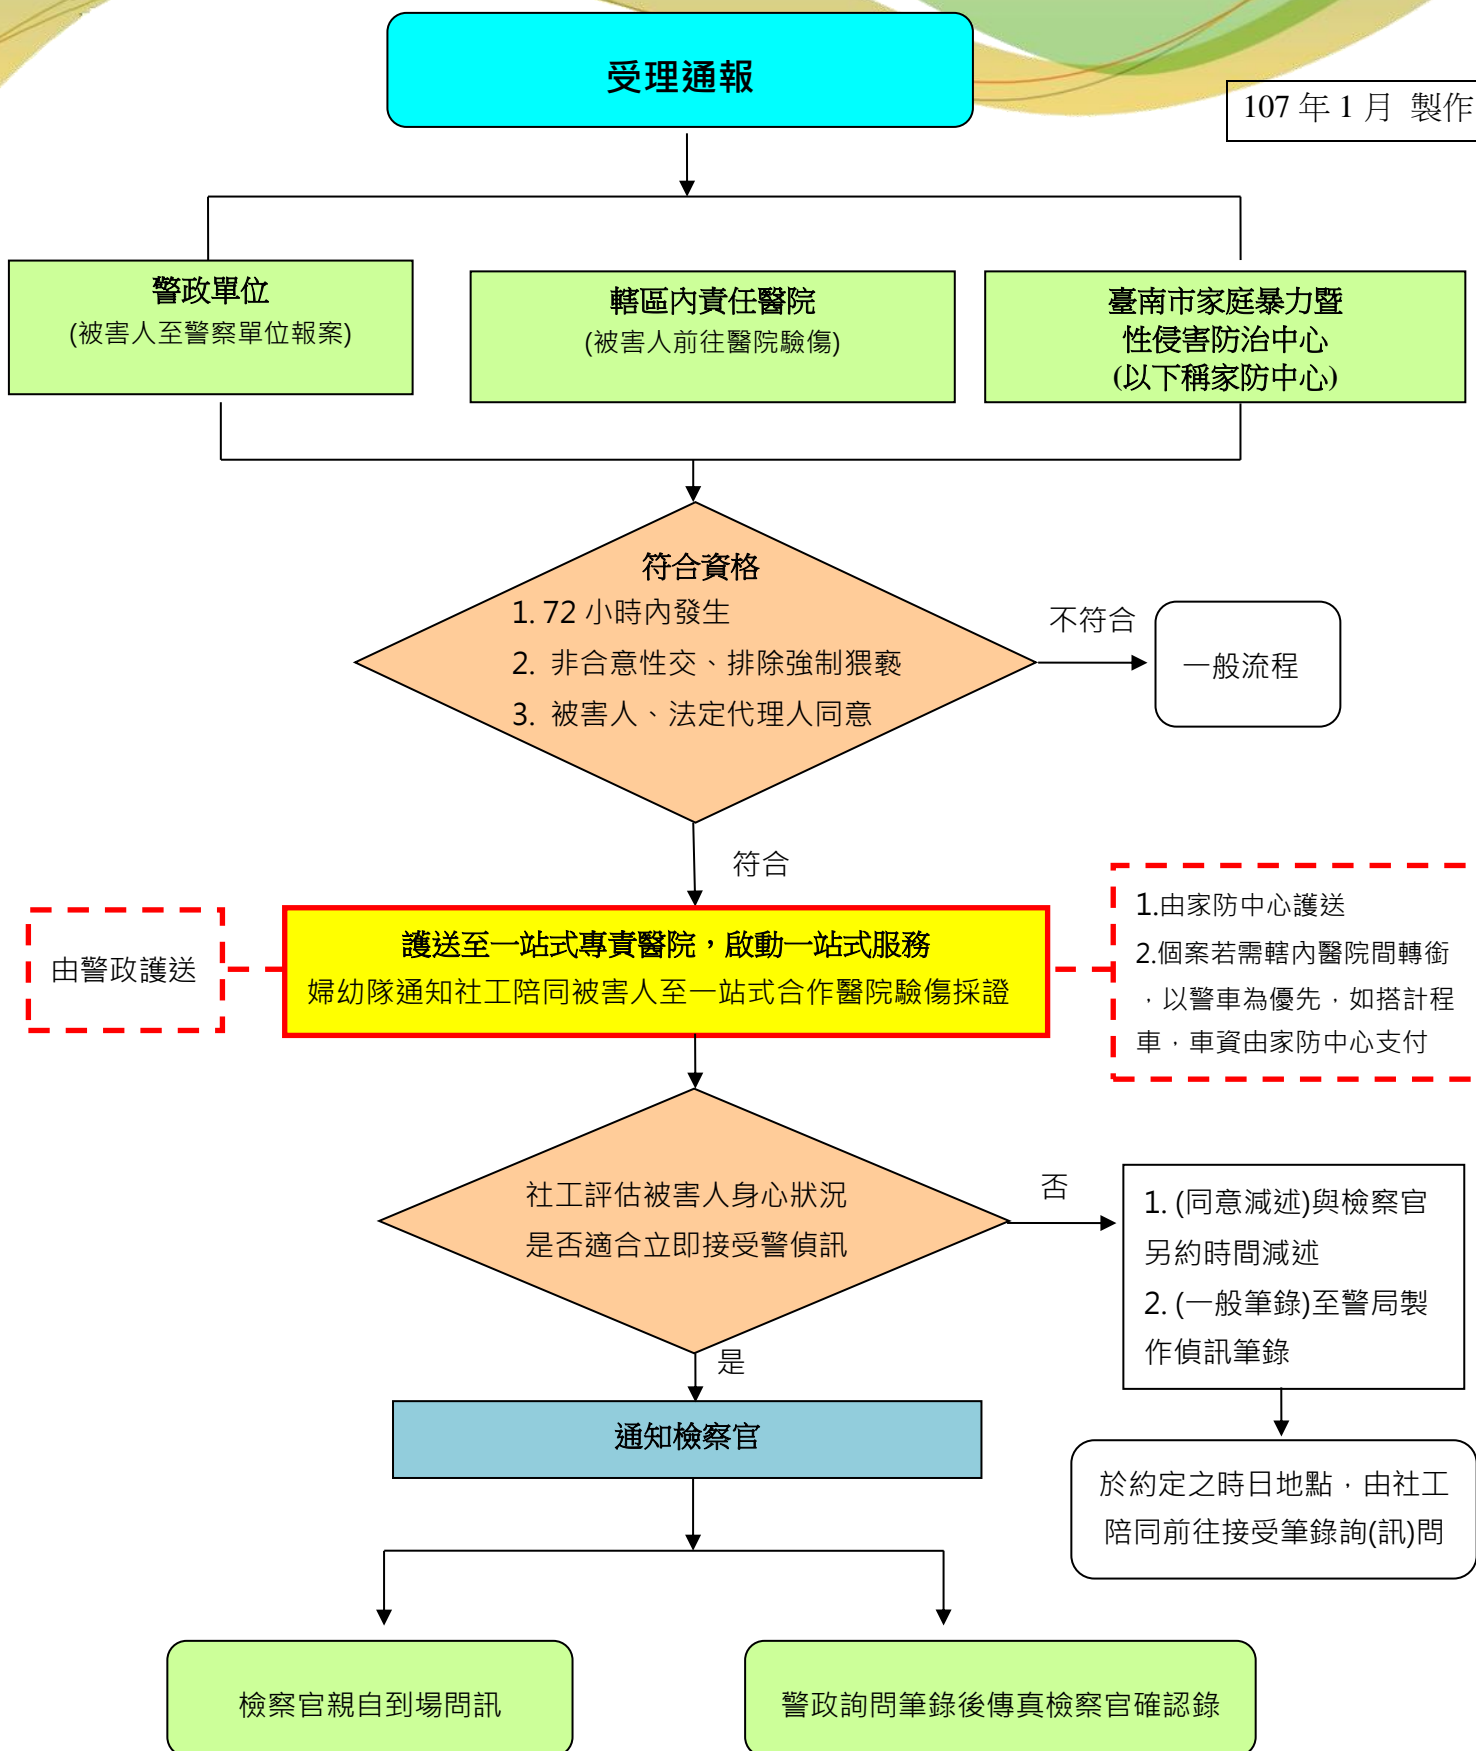 受理通報
107 年 1 月 製作
警政單位
(被害人至警察單位報案)
轄區內責任醫院
(被害人前往醫院驗傷)
臺南市家庭暴力暨
性侵害防治中心
(以下稱家防中心)
符合資格
1. 72 小時內發生
2. 非合意性交、排除強制猥褻
3. 被害人、法定代理人同意
不符合
一般流程
符合
由警政護送
護送至一站式專責醫院，啟動一站式服務
婦幼隊通知社工陪同被害人至一站式合作醫院驗傷採證
1.由家防中心護送
2.個案若需轄內醫院間轉銜
，以警車為優先，如搭計程
車，車資由家防中心支付
社工評估被害人身心狀況
是否適合立即接受警偵訊
否
1. (同意減述)與檢察官
另約時間減述
2. (一般筆錄)至警局製
作偵訊筆錄
是
通知檢察官
於約定之時日地點，由社工
陪同前往接受筆錄詢(訊)問
檢察官親自到場問訊
警政詢問筆錄後傳真檢察官確認錄